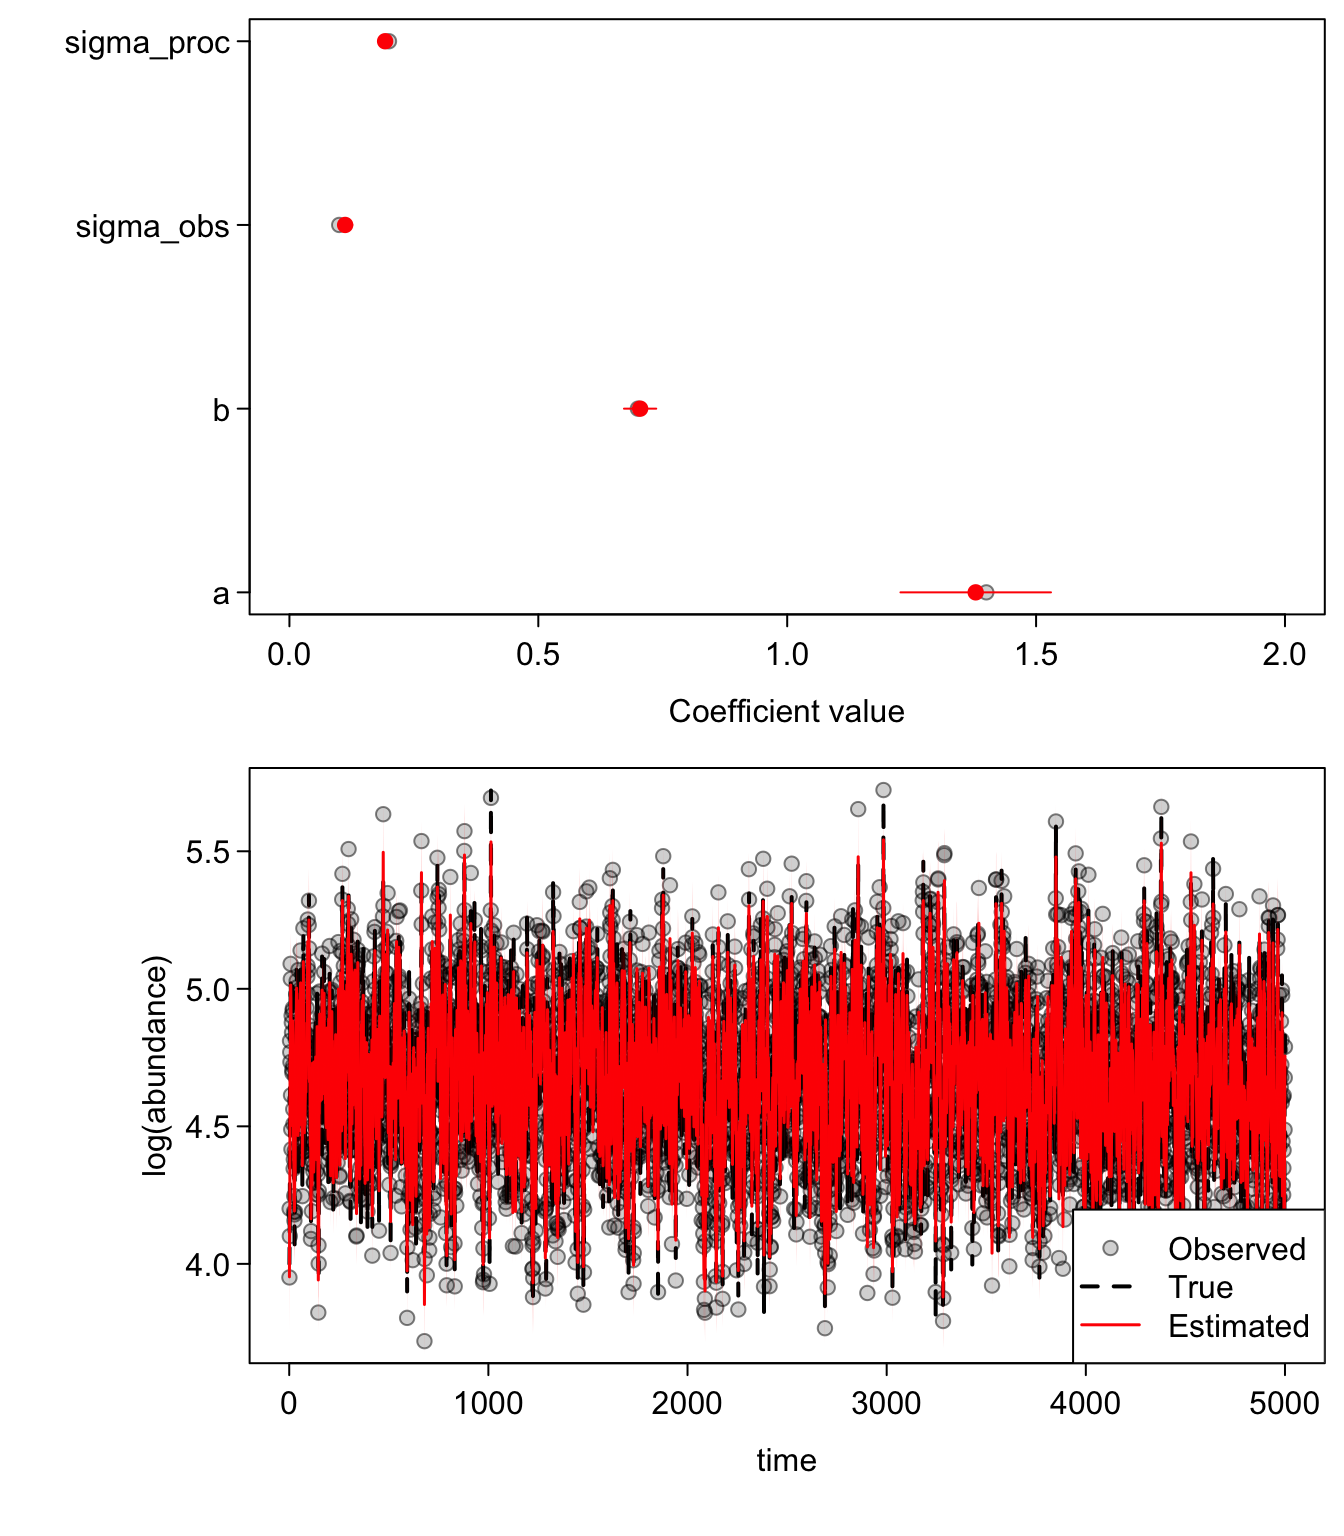 sigma_proc
sigma_obs
b
a
0.0 0.5 1.0 1.5 2.0
Coefficient value
log(abundance)
5.5
5.0
4.5
4.0
Observed
True
Estimated
0 1000 2000 3000 4000 5000
time